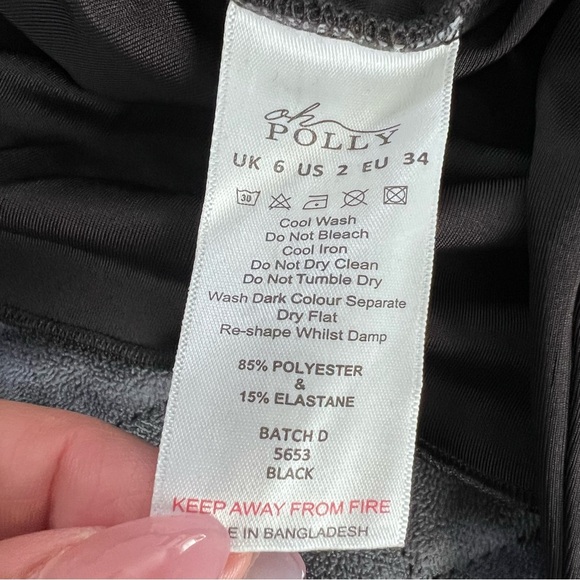 oh
POLLY
UK 6 US 2 EU 34
30
Cool Wash
Do Not Bleach
Cool Iron
Do Not Dry Clean
Do Not Tumble Dry
Wash Dark Colour Separate
Dry Flat
Re-shape Whilst Damp
85% POLYESTER
&
15% ELASTANE
BATCH D
5653
BLACK
KEEP AWAY FROM FIRE
E IN BANGLADESH